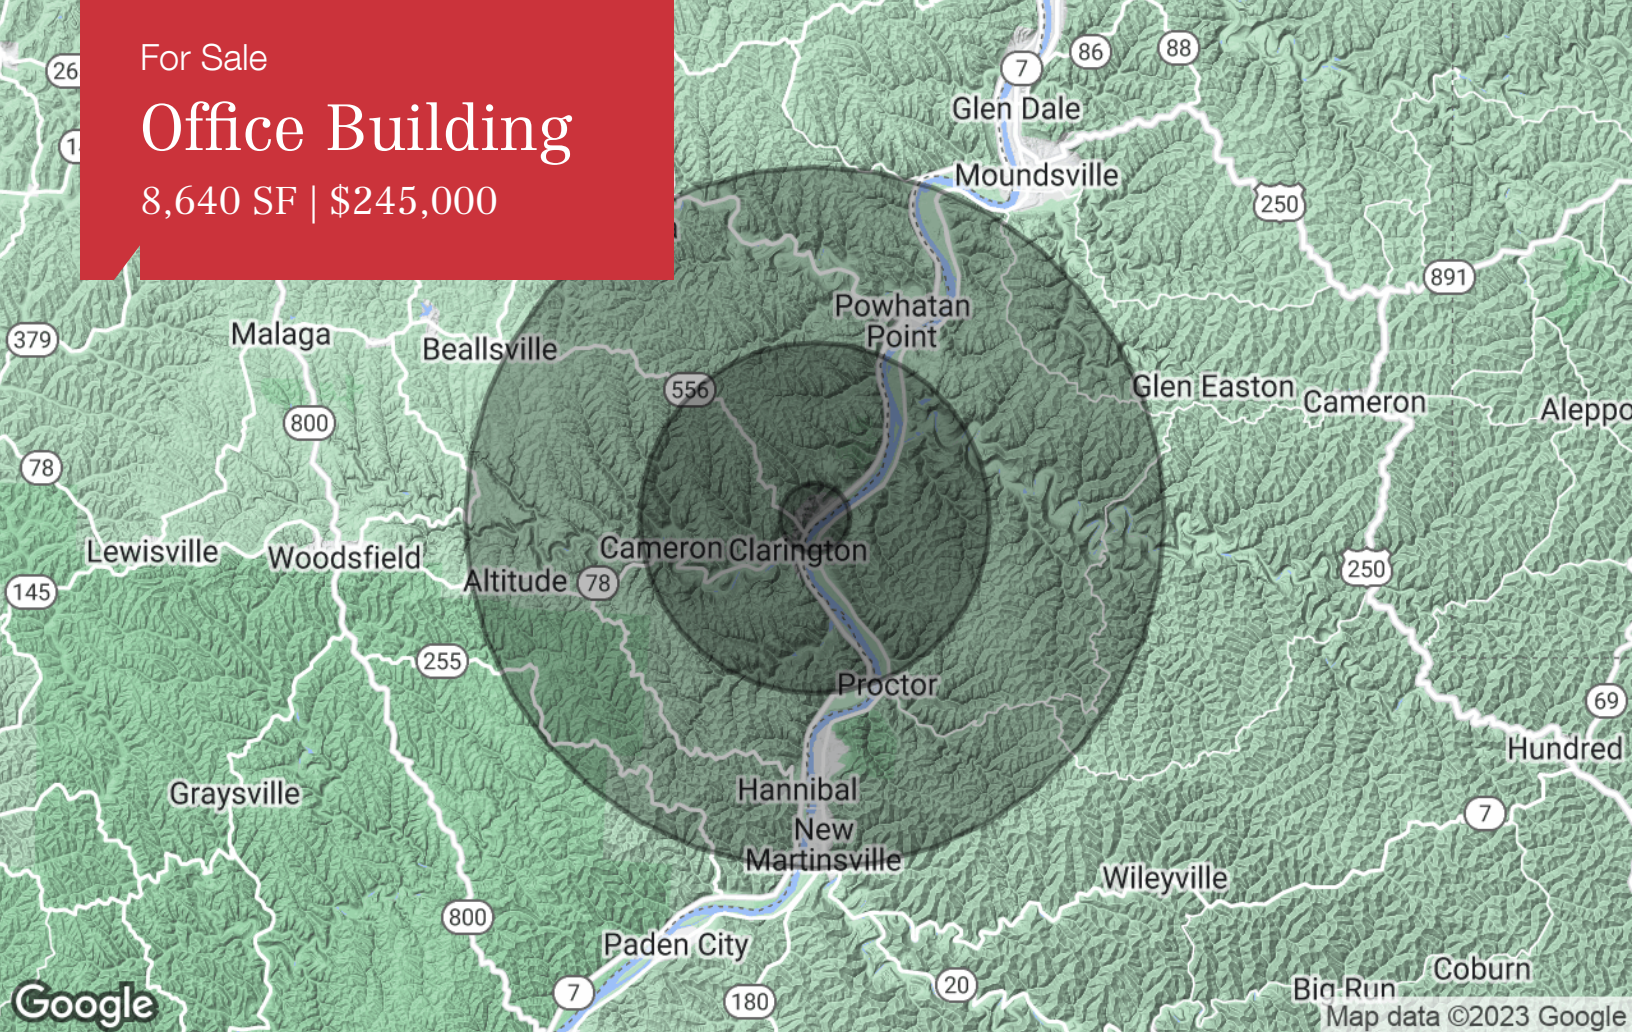 For Sale
Office Building
8,640 SF | $245,000
26
7
86
88
Glen Dale
Moundsville
250
891
Powhatan
Point
379
Malaga
Beallsville
556
Glen Easton
Cameron
Aleppo
800
78
Lewisville
Woodsfield
Cameron
Clarington
Altitude
78
250
145
255
Proctor
69
Hundred
Graysville
Hannibal
New
Martinsville
7
Wileyville
800
Paden City
7
180
20
Coburn
Big Run
Google
Map data ©2023 Google